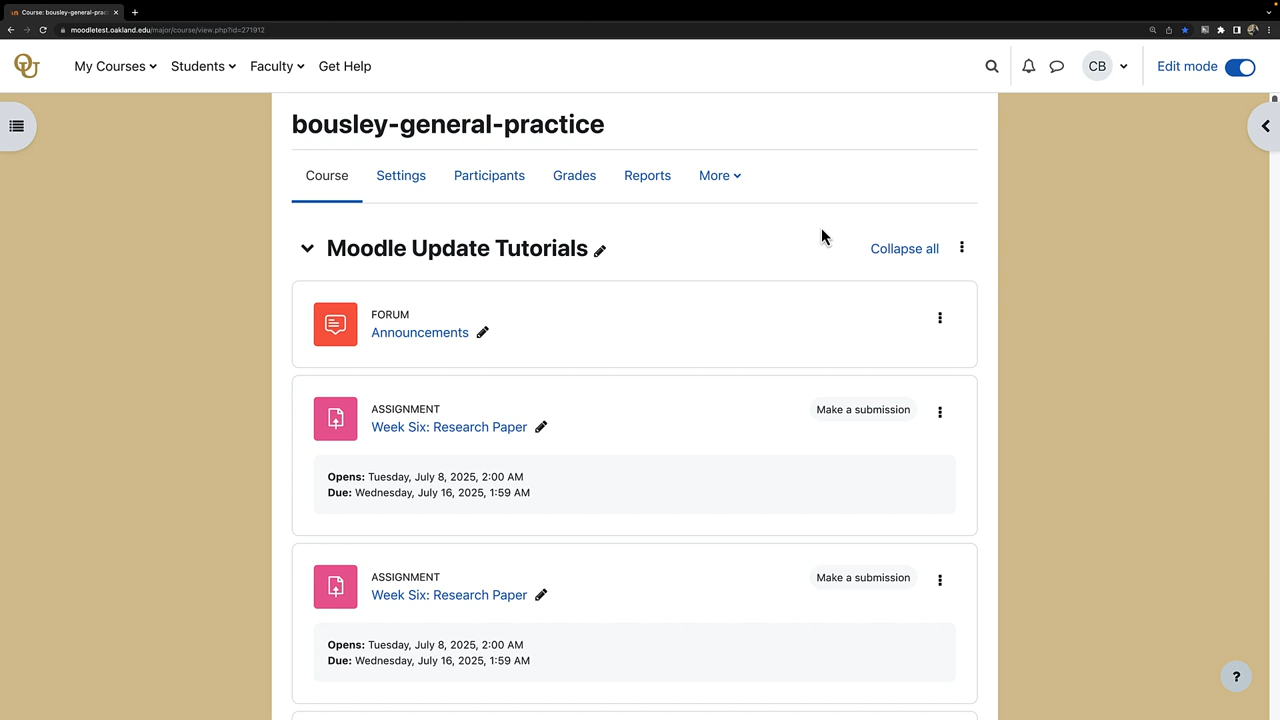 Course: bousley-general-prac
moodletest.oakland.edu/major/course/view.php?id=271912
OU
My Courses
Students
Faculty
Get Help
CB
Edit mode
bousley-general-practice
Course
Settings
Participants
Grades
Reports
More
Moodle Update Tutorials
Collapse all
FORUM
Announcements
ASSIGNMENT
Make a submission
Week Six: Research Paper
Opens: Tuesday, July 8, 2025, 2:00 AM
Due: Wednesday, July 16, 2025, 1:59 AM
ASSIGNMENT
Make a submission
Week Six: Research Paper
Opens: Tuesday, July 8, 2025, 2:00 AM
Due: Wednesday, July 16, 2025, 1:59 AM
?